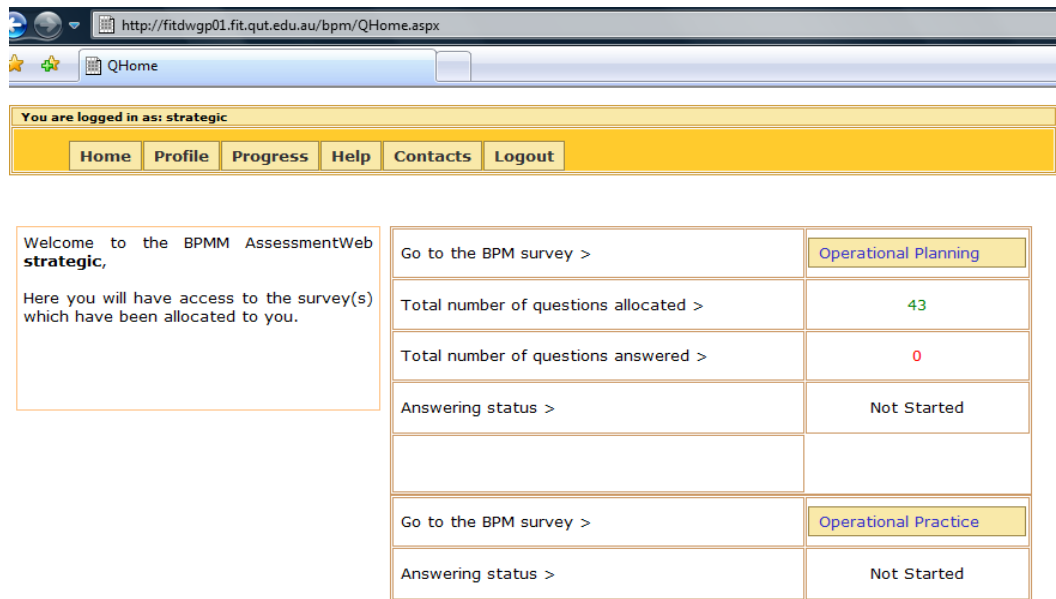 http://fitdwgp01.fit.qut.edu.au/bpm/QHome.aspx
QHome
You are logged in as: strategic
Home Profile Progress Help Contacts Logout
Welcome to the BPMM AssessmentWeb
strategic,
Here you will have access to the survey(s)
which have been allocated to you.
Go to the BPM survey > Operational Planning
Total number of questions allocated > 43
Total number of questions answered > 0
Answering status > Not Started
Go to the BPM survey > Operational Practice
Answering status > Not Started